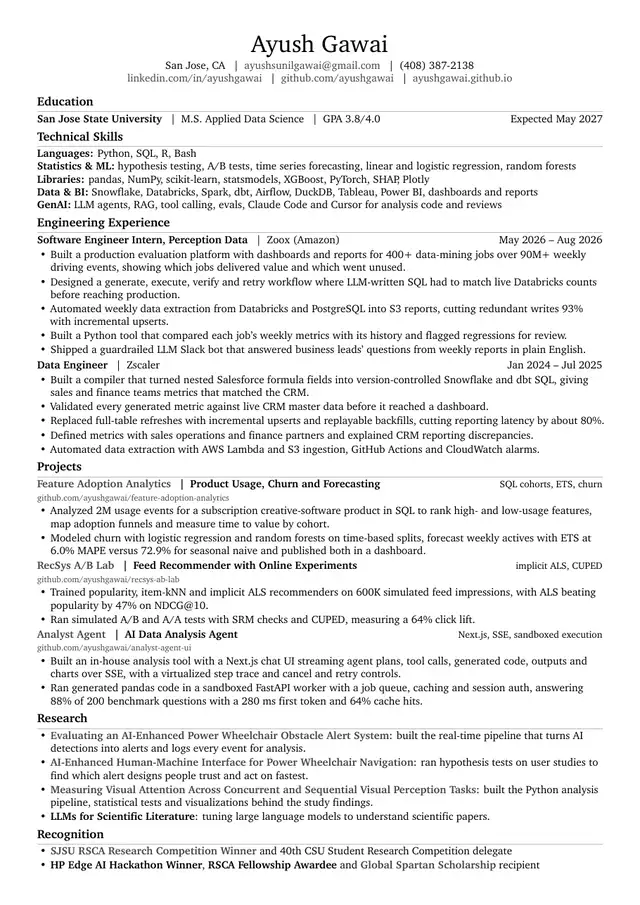 Ayush Gawai
San Jose, CA | ayushsunilgawai@gmail.com | (408) 387-2138
linkedin.com/in/ayushgawai | github.com/ayushgawai | ayushgawai.github.io
Education
San Jose State University | M.S. Applied Data Science | GPA 3.8/4.0 Expected May 2027
Technical Skills
Languages: Python, SQL, R, Bash
Statistics & ML: hypothesis testing, A/B tests, time series forecasting, linear and logistic regression, random forests
Libraries: pandas, NumPy, scikit-learn, statsmodels, XGBoost, PyTorch, SHAP, Plotly
Data & BI: Snowflake, Databricks, Spark, dbt, Airflow, DuckDB, Tableau, Power BI, dashboards and reports
GenAI: LLM agents, RAG, tool calling, evals, Claude Code and Cursor for analysis code and reviews
Engineering Experience
Software Engineer Intern, Perception Data | Zoox (Amazon) May 2026 – Aug 2026
• Built a production evaluation platform with dashboards and reports for 400+ data-mining jobs over 90M+ weekly
driving events, showing which jobs delivered value and which went unused.
• Designed a generate, execute, verify and retry workflow where LLM-written SQL had to match live Databricks counts
before reaching production.
• Automated weekly data extraction from Databricks and PostgreSQL into S3 reports, cutting redundant writes 93%
with incremental upserts.
• Built a Python tool that compared each job's weekly metrics with its history and flagged regressions for review.
• Shipped a guardrailed LLM Slack bot that answered business leads' questions from weekly reports in plain English.
Data Engineer | Zscaler Jan 2024 – Jul 2025
• Built a compiler that turned nested Salesforce formula fields into version-controlled Snowflake and dbt SQL, giving
sales and finance teams metrics that matched the CRM.
• Validated every generated metric against live CRM master data before it reached a dashboard.
• Replaced full-table refreshes with incremental upserts and replayable backfills, cutting reporting latency by about 80%.
• Defined metrics with sales operations and finance partners and explained CRM reporting discrepancies.
• Automated data extraction with AWS Lambda and S3 ingestion, GitHub Actions and CloudWatch alarms.
Projects
Feature Adoption Analytics | Product Usage, Churn and Forecasting SQL cohorts, ETS, churn
github.com/ayushgawai/feature-adoption-analytics
• Analyzed 2M usage events for a subscription creative-software product in SQL to rank high- and low-usage features,
map adoption funnels and measure time to value by cohort.
• Modeled churn with logistic regression and random forests on time-based splits, forecast weekly actives with ETS at
6.0% MAPE versus 72.9% for seasonal naive and published both in a dashboard.
RecSys A/B Lab | Feed Recommender with Online Experiments implicit ALS, CUPED
github.com/ayushgawai/recsys-ab-lab
• Trained popularity, item-kNN and implicit ALS recommenders on 600K simulated feed impressions, with ALS beating
popularity by 47% on NDCG@10.
• Ran simulated A/B and A/A tests with SRM checks and CUPED, measuring a 64% click lift.
Analyst Agent | AI Data Analysis Agent Next.js, SSE, sandboxed execution
github.com/ayushgawai/analyst-agent-ui
• Built an in-house analysis tool with a Next.js chat UI streaming agent plans, tool calls, generated code, outputs and
charts over SSE, with a virtualized step trace and cancel and retry controls.
• Ran generated pandas code in a sandboxed FastAPI worker with a job queue, caching and session auth, answering
88% of 200 benchmark questions with a 280 ms first token and 64% cache hits.
Research
• Evaluating an AI-Enhanced Power Wheelchair Obstacle Alert System: built the real-time pipeline that turns AI
detections into alerts and logs every event for analysis.
• AI-Enhanced Human-Machine Interface for Power Wheelchair Navigation: ran hypothesis tests on user studies to
find which alert designs people trust and act on fastest.
• Measuring Visual Attention Across Concurrent and Sequential Visual Perception Tasks: built the Python analysis
pipeline, statistical tests and visualizations behind the study findings.
• LLMs for Scientific Literature: tuning large language models to understand scientific papers.
Recognition
• SJSU RSCA Research Competition Winner and 40th CSU Student Research Competition delegate
• HP Edge AI Hackathon Winner, RSCA Fellowship Awardee and Global Spartan Scholarship recipient